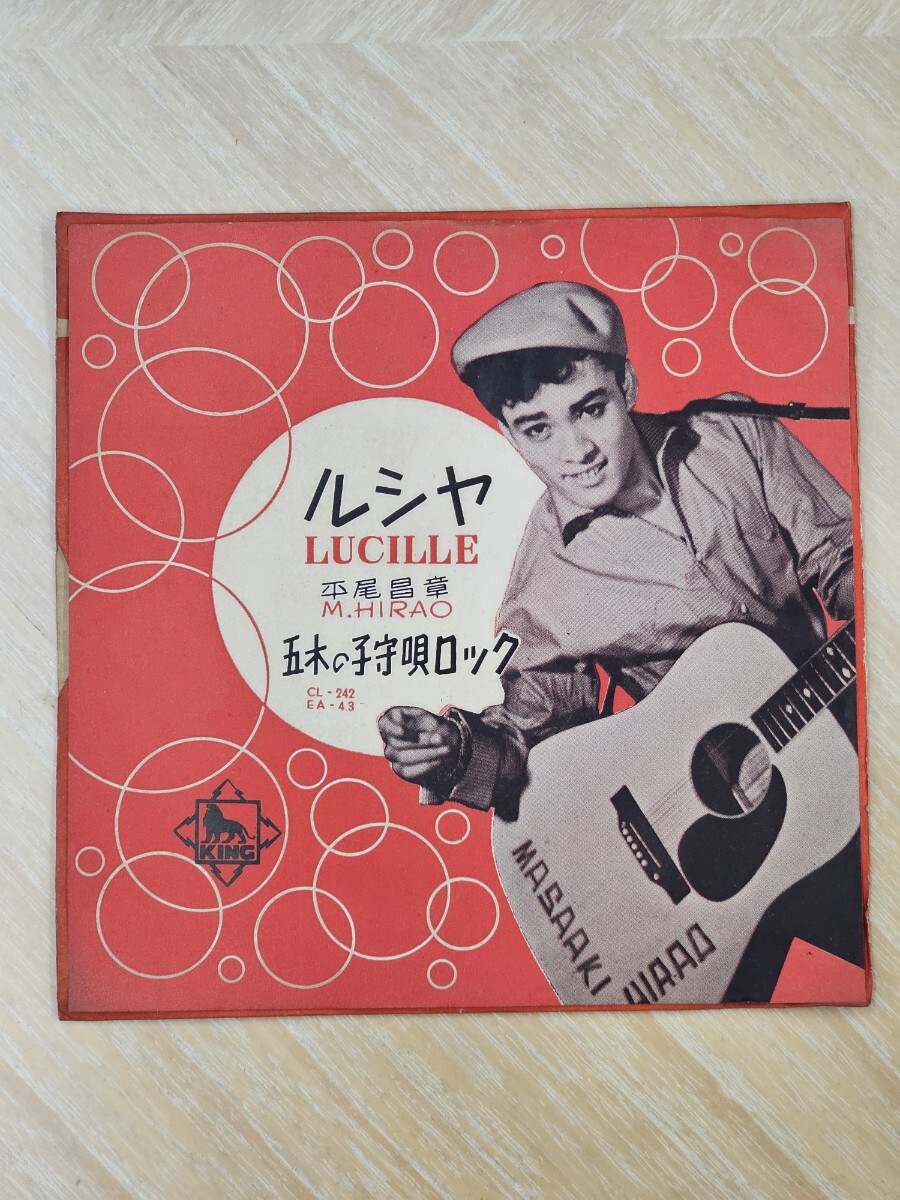 ルシヤ
LUCILLE
平尾昌章
M.HIRAO
五木の子守唄ロック
CL-242
EA-43
KING
MASAAKI
HIRAO